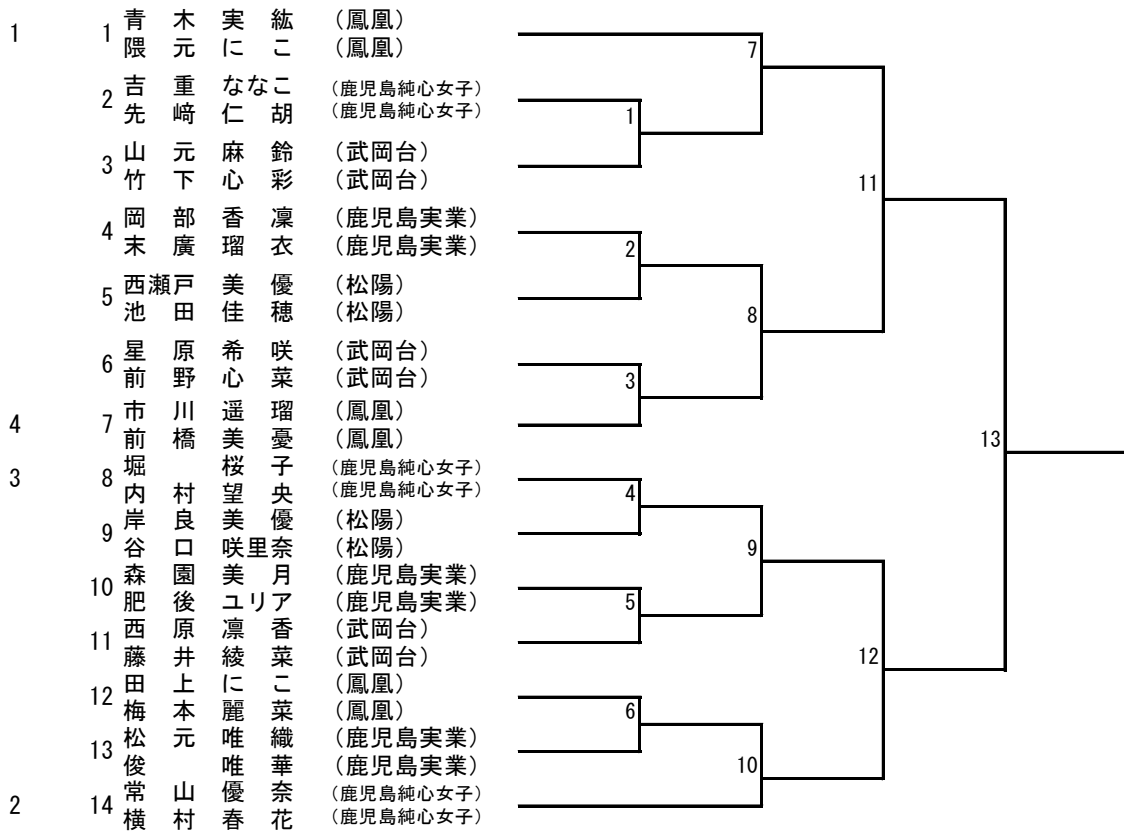 1 1 青木実紘 (鳳凰)
隈元にこ (鳳凰)
7
2 吉重ななこ (鹿児島純心女子)
先﨑仁胡 (鹿児島純心女子)
1
3 山元麻鈴 (武岡台)
竹下心彩 (武岡台)
11
4 岡部香凜 (鹿児島実業)
末廣瑠衣 (鹿児島実業)
2
5 西瀬戸美優 (松陽)
池田佳穂 (松陽)
8
6 星原希咲 (武岡台)
前野心菜 (武岡台)
3
4 7 市川遥瑠 (鳳凰)
前橋美憂 (鳳凰)
13
3 8 堀桜子 (鹿児島純心女子)
内村望央 (鹿児島純心女子)
4
9 岸良美優 (松陽)
谷口咲里奈 (松陽)
9
10 森園美月 (鹿児島実業)
肥後ユリア (鹿児島実業)
5
11 西原凛香 (武岡台)
藤井綾菜 (武岡台)
12
12 田上にこ (鳳凰)
梅本麗菜 (鳳凰)
6
13 松元唯織 (鹿児島実業)
俊唯華 (鹿児島実業)
10
2 14 常山優奈 (鹿児島純心女子)
横村春花 (鹿児島純心女子)